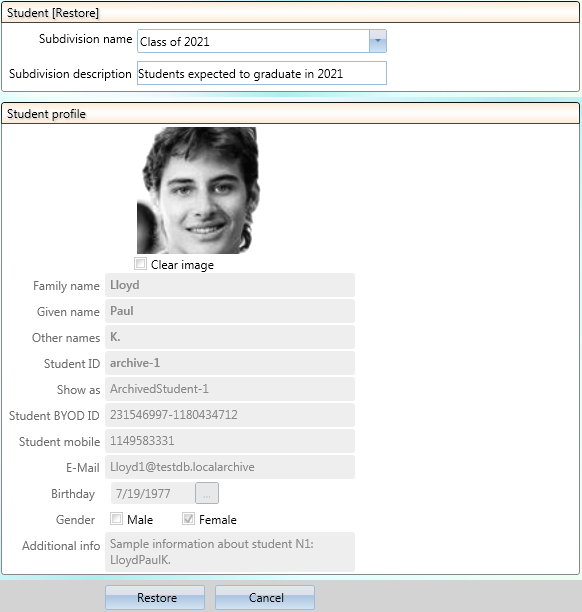 Student [Restore]
Subdivision name Class of 2021
Subdivision description Students expected to graduate in 2021
Student profile
Clear image
Family name Lloyd
Given name Paul
Other names K.
Student ID archive-1
Show as ArchivedStudent-1
Student BYOD ID 231546997-1180434712
Student mobile 1149583331
E-Mail Lloyd1@testdb.localarchive
Birthday 7/19/1977 ...
Gender Male Female
Additional info Sample information about student N1:
LloydPaulK.
Restore Cancel